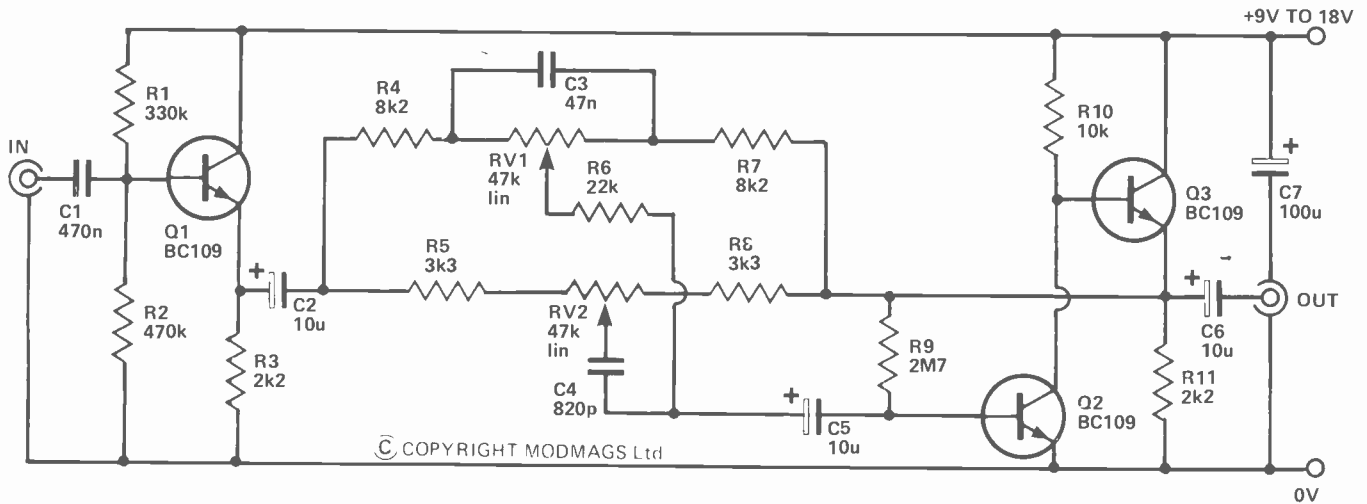 +9V TO 18V
IN
R1
330k
C1
470n
Q1
BC109
R2
470k
R3
2k2
+
C2
10u
R4
8k2
C3
47n
RV1
47k
lin
R6
22k
R7
8k2
R5
3k3
RV2
47k
lin
R8
3k3
C4
820p
+
C5
10u
R9
2M7
R10
10k
Q2
BC109
Q3
BC109
+
C7
100u
+
-
C6
10u
OUT
R11
2k2
0V
© COPYRIGHT MODMAGS Ltd